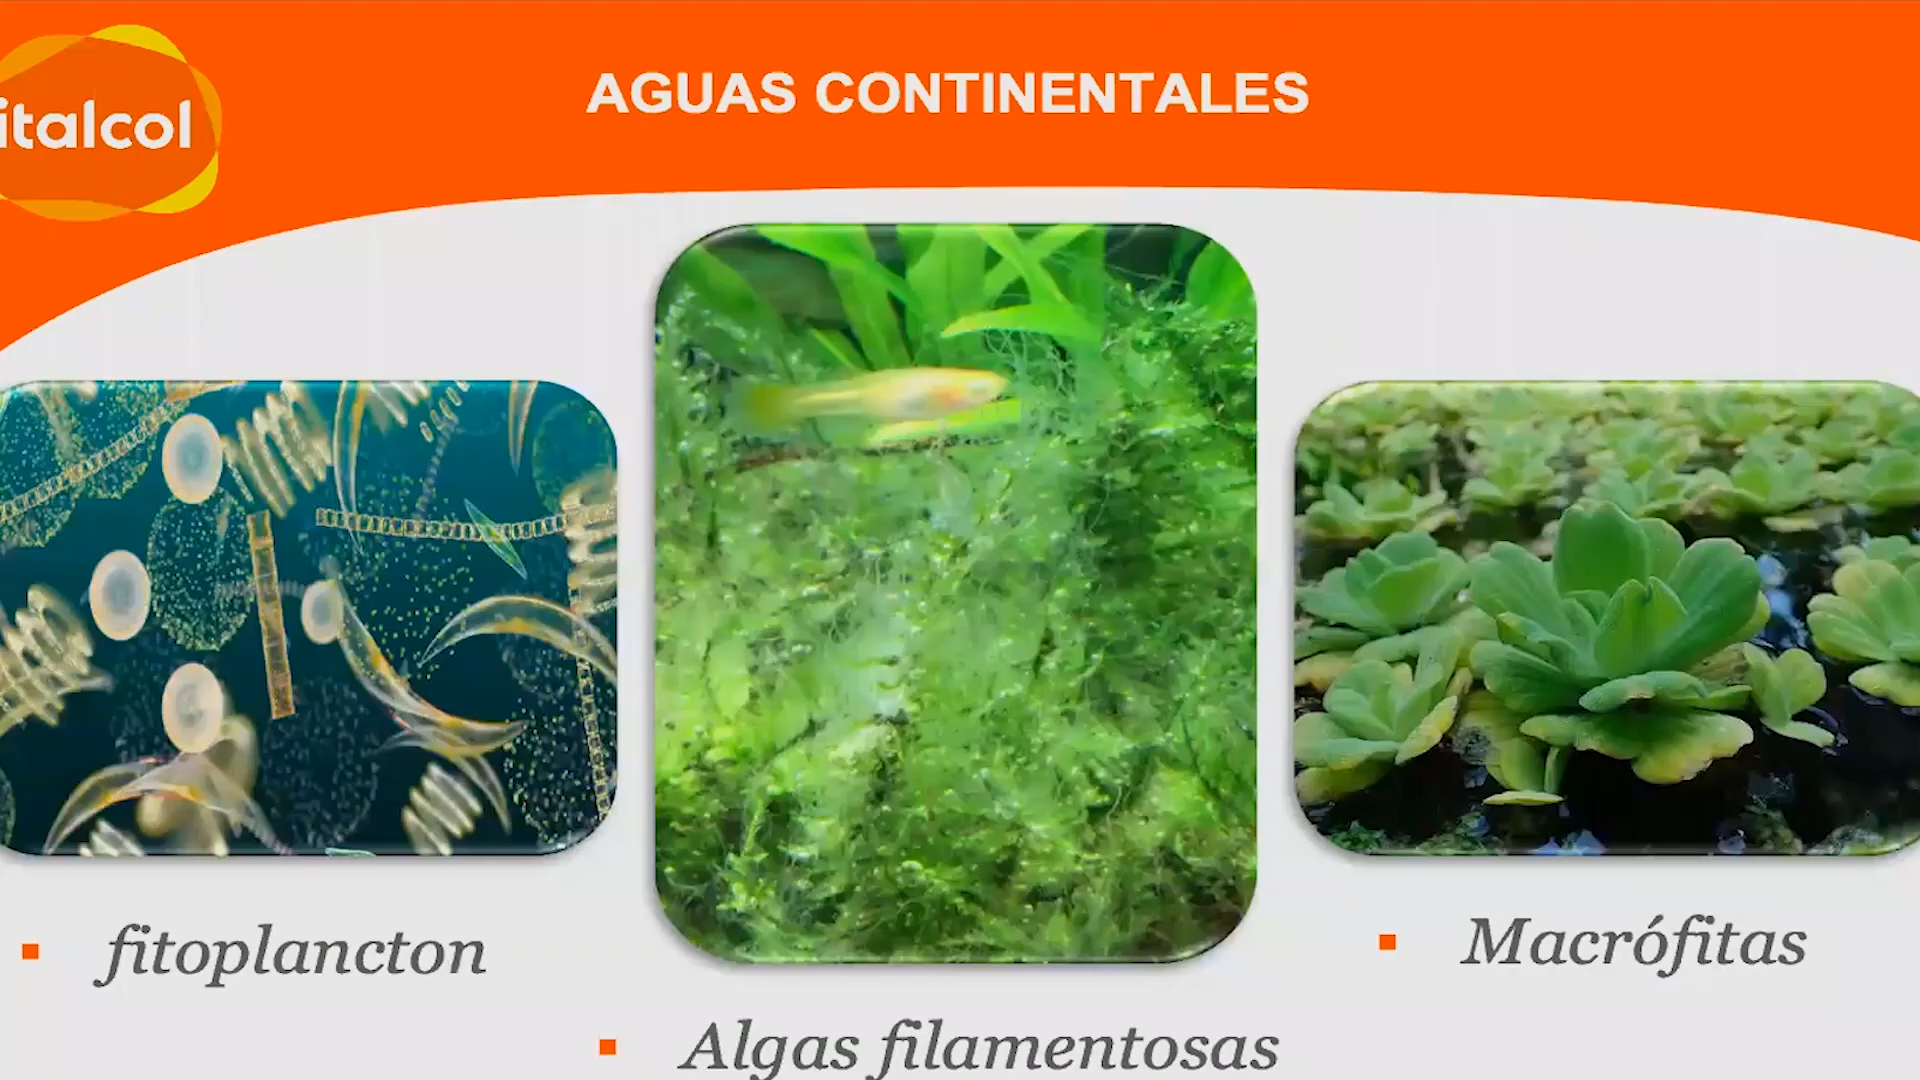 italcol
AGUAS CONTINENTALES
fitoplancton
Algas filamentosas
Macrófitas